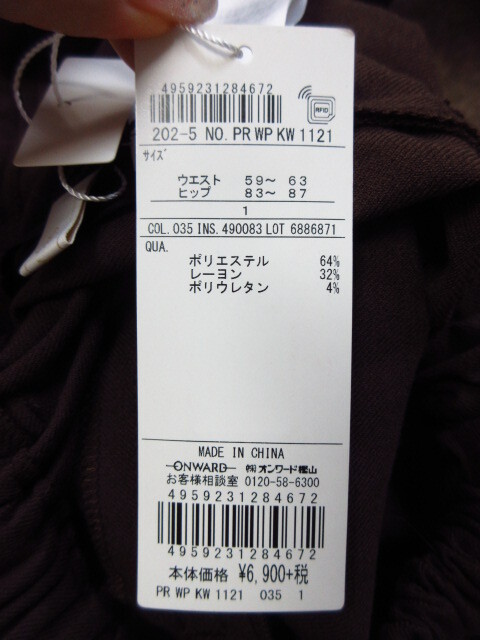 4959231284672
RFID
202-5 NO.PR WP KW 1121
サイズ
ウエスト 59～ 63
ヒップ 83～ 87
1
COL.035 INS.490083 LOT 6886871
QUA.
ポリエステル 64%
レーヨン 32%
ポリウレタン 4%
MADE IN CHINA
ONWARD ㈱オンワード樫山
お客様相談室 0120-58-6300
4959231284672
4959231284672
本体価格 ¥6,900+税
PR WP KW 1121 035 1